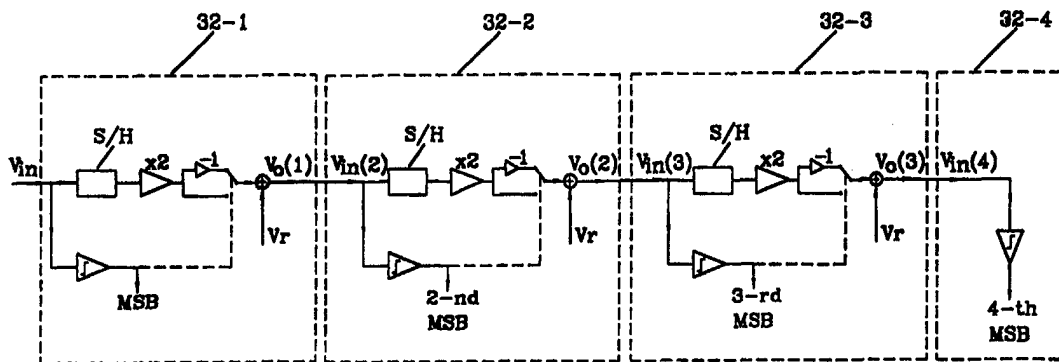 32-1
32-2
32-3
32-4
S/H
S/H
S/H
Vin
x2
-1
Vo(1)
Vin(2)
x2
-1
Vo(2)
Vin(3)
x2
-1
Vo(3)
Vin(4)
Vr
Vr
Vr
MSB
2-nd
MSB
3-rd
MSB
4-th
MSB